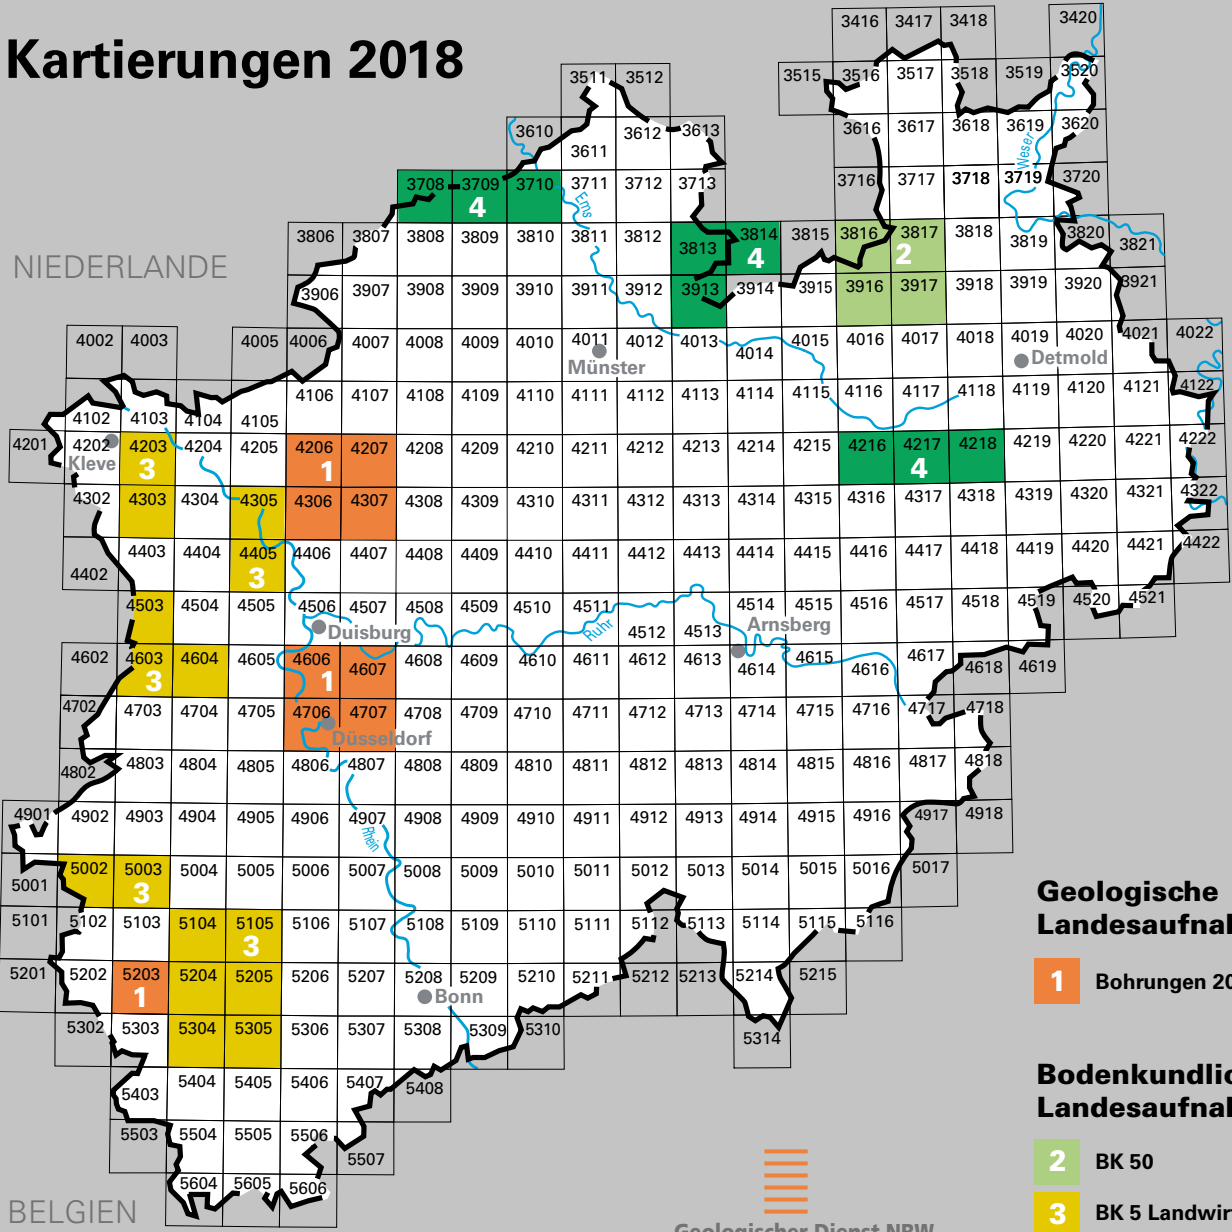 Kartierungen 2018
3416 3417 3418 3420
3511 3512 3515 3516 3517 3518 3519 3520
3610 3611 3612 3613 3616 3617 3618 3619 3620
Weser
3708 3709 3710 3711 3712 3713 3716 3717 3718 3719 3720
4
Ems
3806 3807 3808 3809 3810 3811 3812 3813 3814 3815 3816 3817 3818 3819 3820 3821
4 2
NIEDERLANDE
3906 3907 3908 3909 3910 3911 3912 3913 3914 3915 3916 3917 3918 3919 3920 3921
4002 4003 4005 4006 4007 4008 4009 4010 4011 4012 4013 4014 4015 4016 4017 4018 4019 4020 4021 4022
Münster Detmold
4102 4103 4104 4105 4106 4107 4108 4109 4110 4111 4112 4113 4114 4115 4116 4117 4118 4119 4120 4121 4122
4201 4202 4203 4204 4205 4206 4207 4208 4209 4210 4211 4212 4213 4214 4215 4216 4217 4218 4219 4220 4221 4222
Kleve 3 1 4
4302 4303 4304 4305 4306 4307 4308 4309 4310 4311 4312 4313 4314 4315 4316 4317 4318 4319 4320 4321 4322
4402 4403 4404 4405 4406 4407 4408 4409 4410 4411 4412 4413 4414 4415 4416 4417 4418 4419 4420 4421 4422
3
4503 4504 4505 4506 4507 4508 4509 4510 4511 4512 4513 4514 4515 4516 4517 4518 4519 4520 4521
Duisburg Ruhr Arnsberg
4602 4603 4604 4605 4606 4607 4608 4609 4610 4611 4612 4613 4614 4615 4616 4617 4618 4619
3 1
4702 4703 4704 4705 4706 4707 4708 4709 4710 4711 4712 4713 4714 4715 4716 4717 4718
Düsseldorf
4802 4803 4804 4805 4806 4807 4808 4809 4810 4811 4812 4813 4814 4815 4816 4817 4818
4901 4902 4903 4904 4905 4906 4907 4908 4909 4910 4911 4912 4913 4914 4915 4916 4917 4918
Rhein
5001 5002 5003 5004 5005 5006 5007 5008 5009 5010 5011 5012 5013 5014 5015 5016 5017
3
5101 5102 5103 5104 5105 5106 5107 5108 5109 5110 5111 5112 5113 5114 5115 5116
3
5201 5202 5203 5204 5205 5206 5207 5208 5209 5210 5211 5212 5213 5214 5215
1 Bonn
5302 5303 5304 5305 5306 5307 5308 5309 5310 5314
5403 5404 5405 5406 5407 5408
5503 5504 5505 5506 5507
5604 5605 5606
BELGIEN
Geologische
Landesaufnal
1 Bohrungen 20
Bodenkundlic
Landesaufnal
2 BK 50
3 BK 5 Landwir
Geologischer Dienst NRW